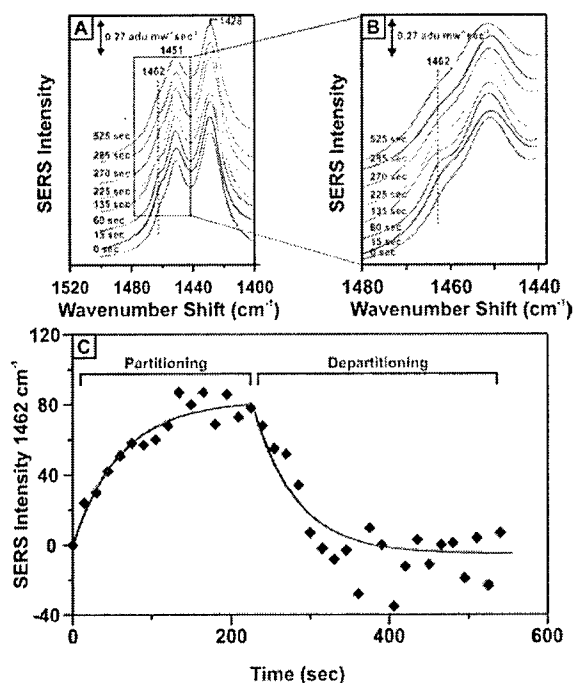 A
0.27 adu mw⁻¹sec⁻¹
1428
1451
1462
525 sec
285 sec
270 sec
225 sec
135 sec
60 sec
15 sec
0 sec
SERS Intensity
1520 1480 1440 1400
Wavenumber Shift (cm⁻¹)
B
0.27 adu mw⁻¹sec⁻¹
1462
525 sec
285 sec
270 sec
225 sec
135 sec
60 sec
15 sec
0 sec
SERS Intensity
1480 1460 1440
Wavenumber Shift (cm⁻¹)
C
Partitioning
Departitioning
SERS Intensity 1462 cm⁻¹
120
80
40
0
-40
0 200 400 600
Time (sec)